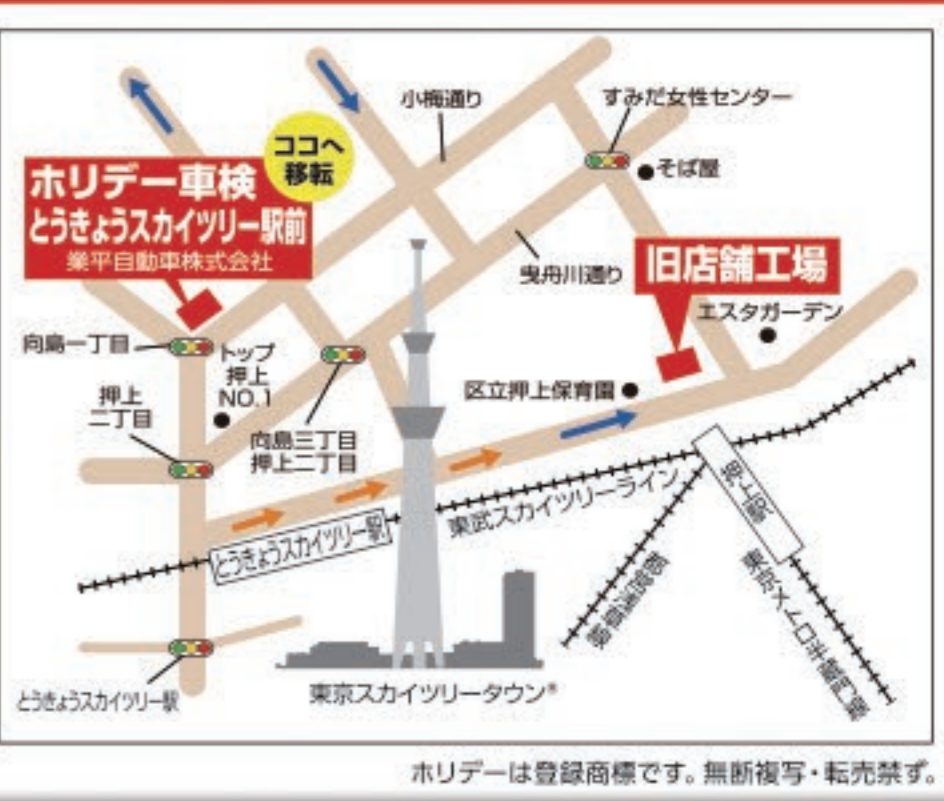 小梅通り
すみだ女性センター
ココへ
移転
そば屋
ホリデー車検
とうきょうスカイツリー駅前
業平自動車株式会社
曳舟川通り
旧店舗工場
エスタガーデン
向島一丁目
トップ
押上
NO.1
区立押上保育園
押上
二丁目
向島三丁目
押上二丁目
東武スカイツリーライン
押上駅
とうきょうスカイツリー駅
都営浅草線
東京メトロ半蔵門線
とうきょうスカイツリー駅
東京スカイツリータウン®
ホリデーは登録商標です。無断複写・転売禁ず。